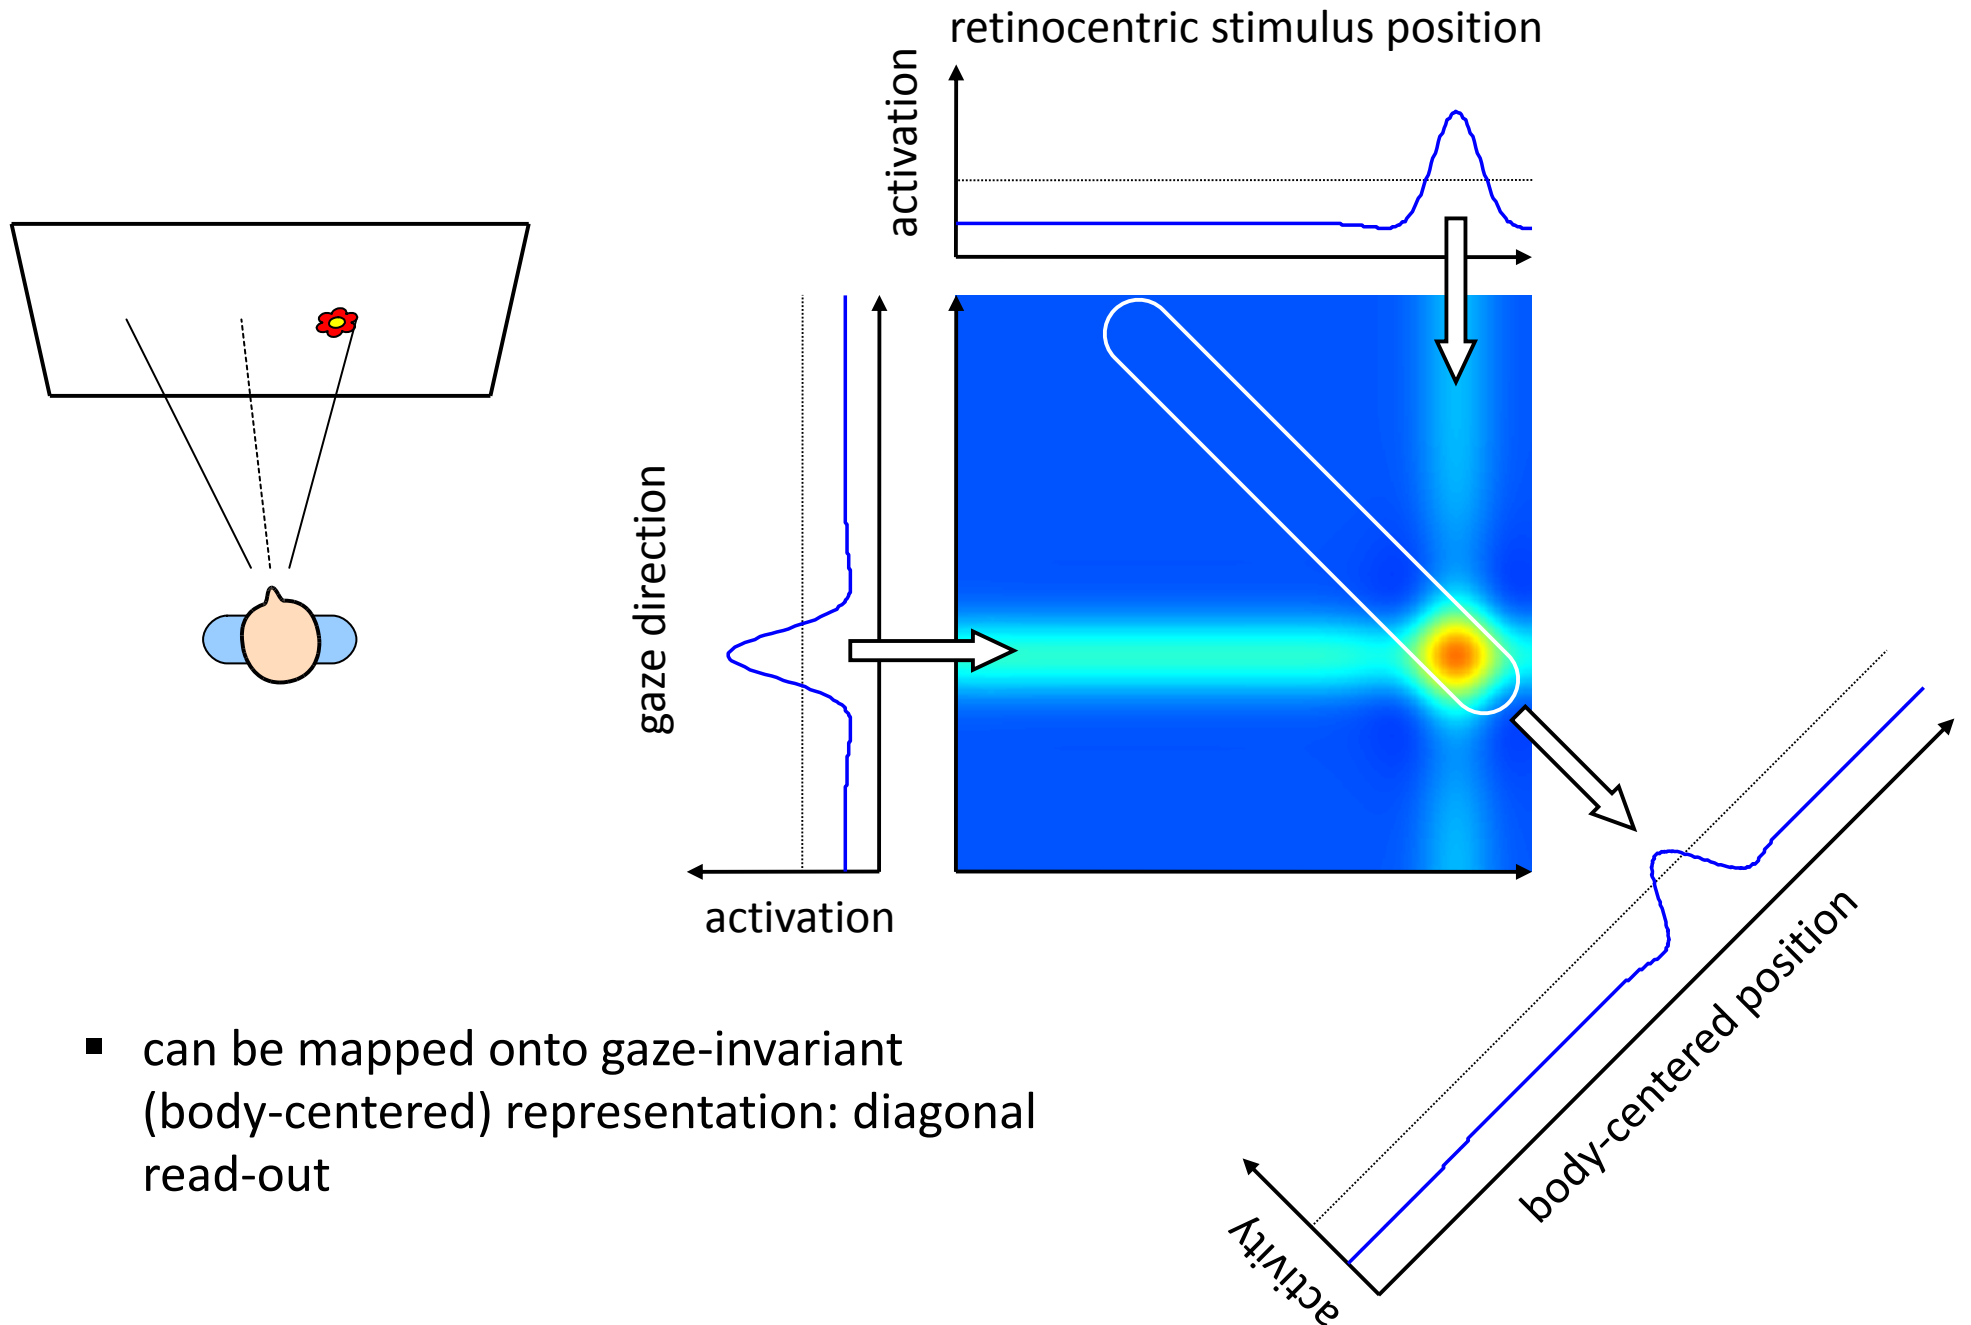 retinocentric stimulus position
activation
gaze direction
activation
body-centered position
activity
▪ can be mapped onto gaze-invariant
(body-centered) representation: diagonal
read-out